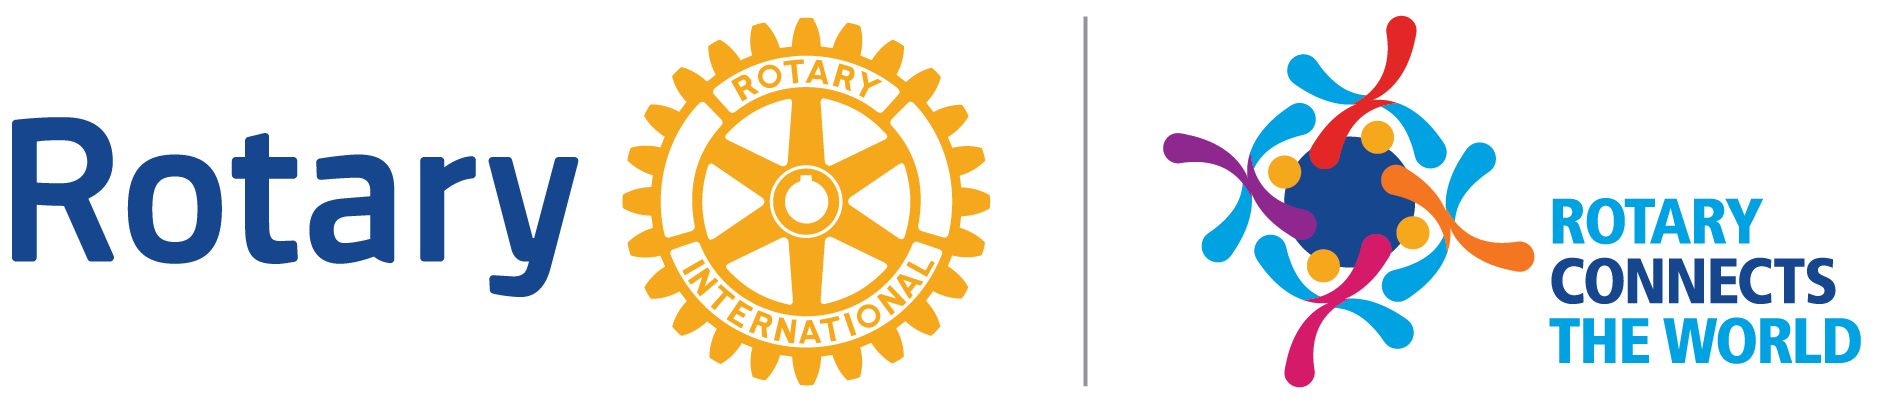 Rotary
ROTARY
INTERNATIONAL
ROTARY
CONNECTS
THE WORLD